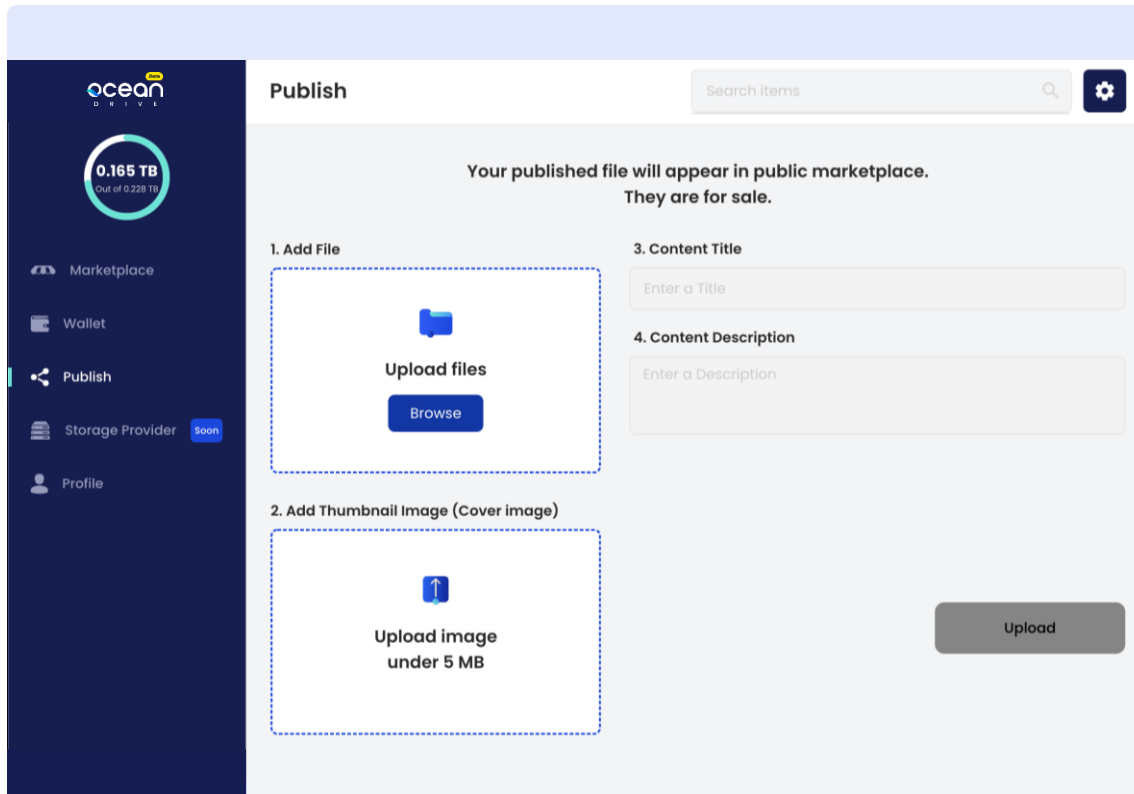 Beta
ocean
DRIVE
0.165 TB
Out of 0.228 TB
Marketplace
Wallet
Publish
Storage Provider Soon
Profile
Publish
Search items
Your published file will appear in public marketplace.
They are for sale.
1. Add File
Upload files
Browse
2. Add Thumbnail Image (Cover image)
Upload image
under 5 MB
3. Content Title
Enter a Title
4. Content Description
Enter a Description
Upload